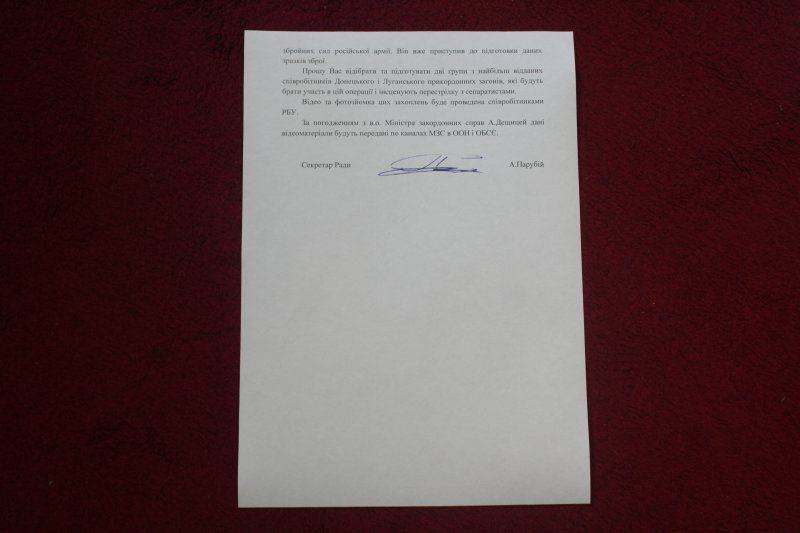 збройних сил російської армії. Він вже приступив до підготовки даних
зразків зброї.
Прошу Вас відібрати та підготувати дві групи з найбільш відданих
співробітників Донецького і Луганського прикордонних загонів, які будуть
брати участь в цій операції і інсценують перестрілку з сепаратистами.
Відео та фотозйомка цих захоплень буде проведена співробітниками
РБУ.
За погодженням з в.о. Міністра закордонних справ А.Дещицей дані
відеоматеріали будуть передані по каналах МЗС в ООН і ОБСЄ.
Секретар Ради А.Парубій